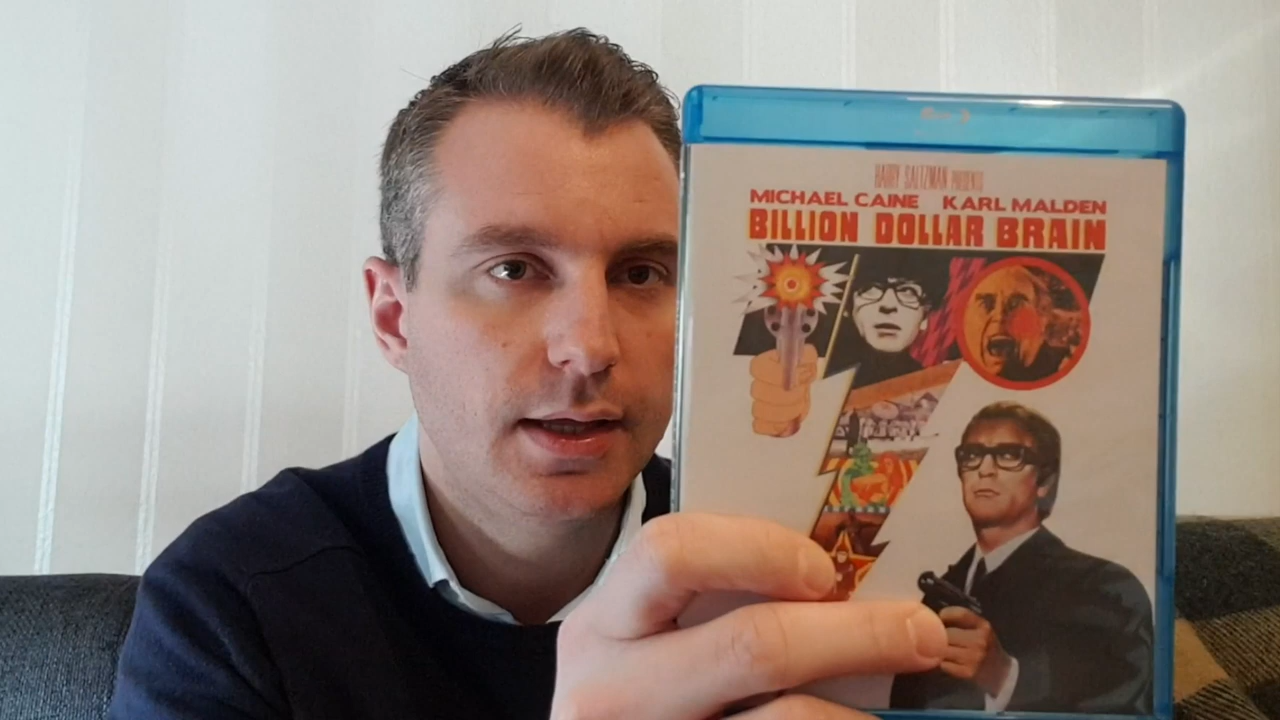 HARRY SALTZMAN PRESENTS
MICHAEL CAINE KARL MALDEN
BILLION DOLLAR BRAIN